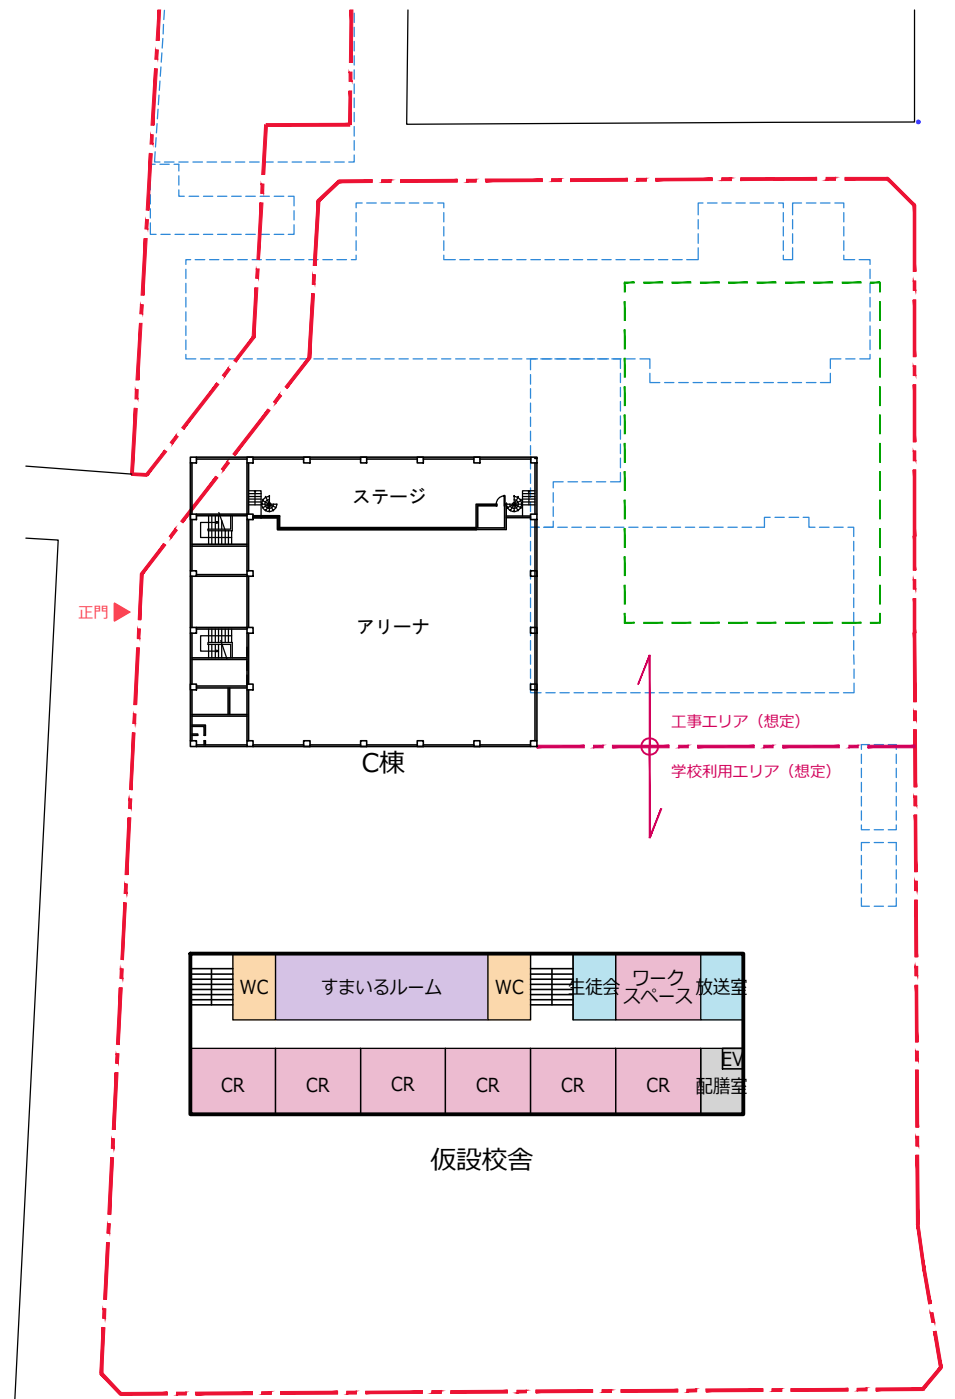 ステージ
アリーナ
正門
工事エリア（想定）
C棟
学校利用エリア（想定）
WC
すまいるルーム
WC
生徒会
ワーク
スペース
放送室
EV
CR
CR
CR
CR
CR
CR
配膳室
仮設校舎